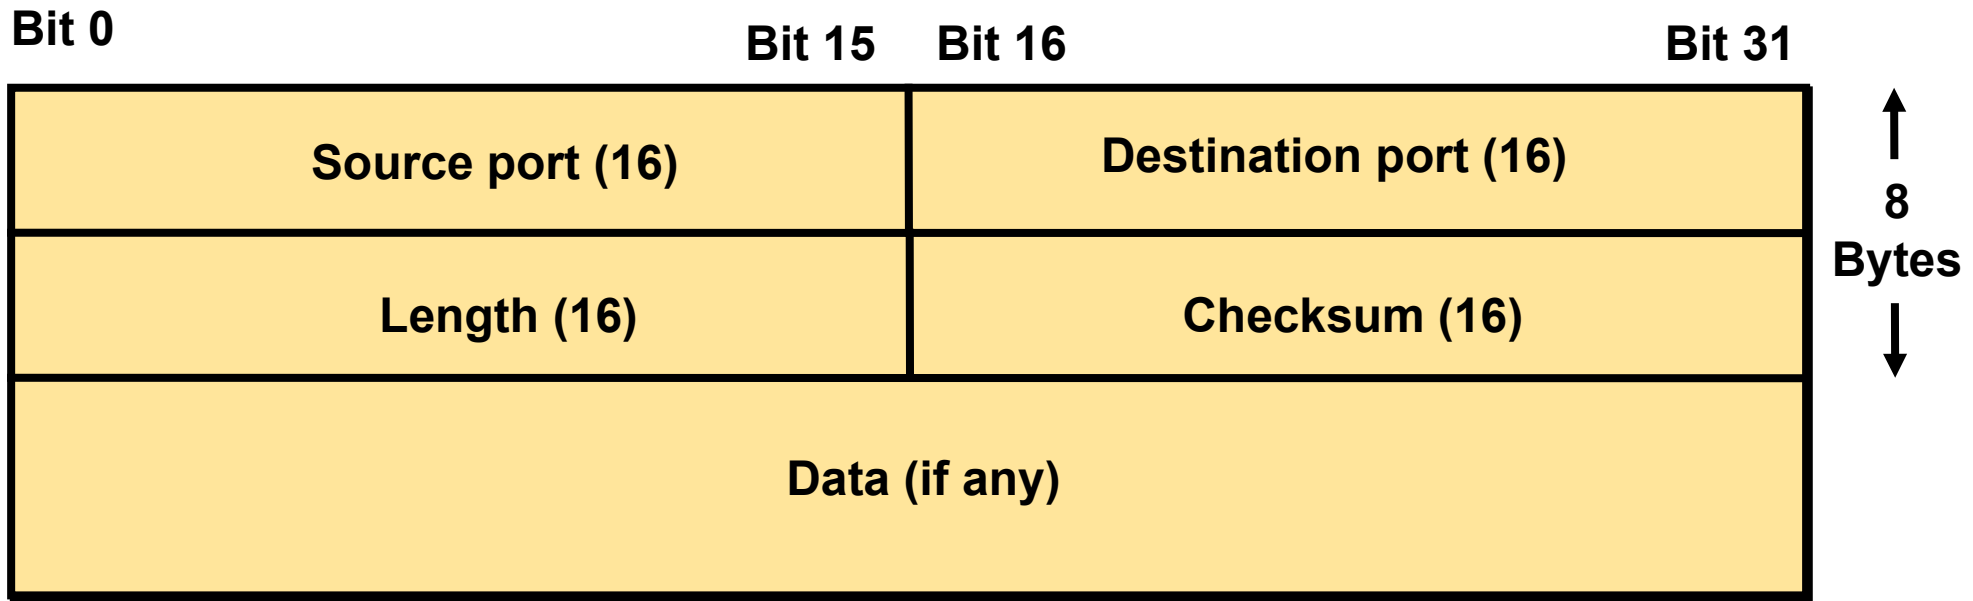 Bit 0
Bit 15
Bit 16
Bit 31
Source port (16)
Destination port (16)
8
Bytes
Length (16)
Checksum (16)
Data (if any)